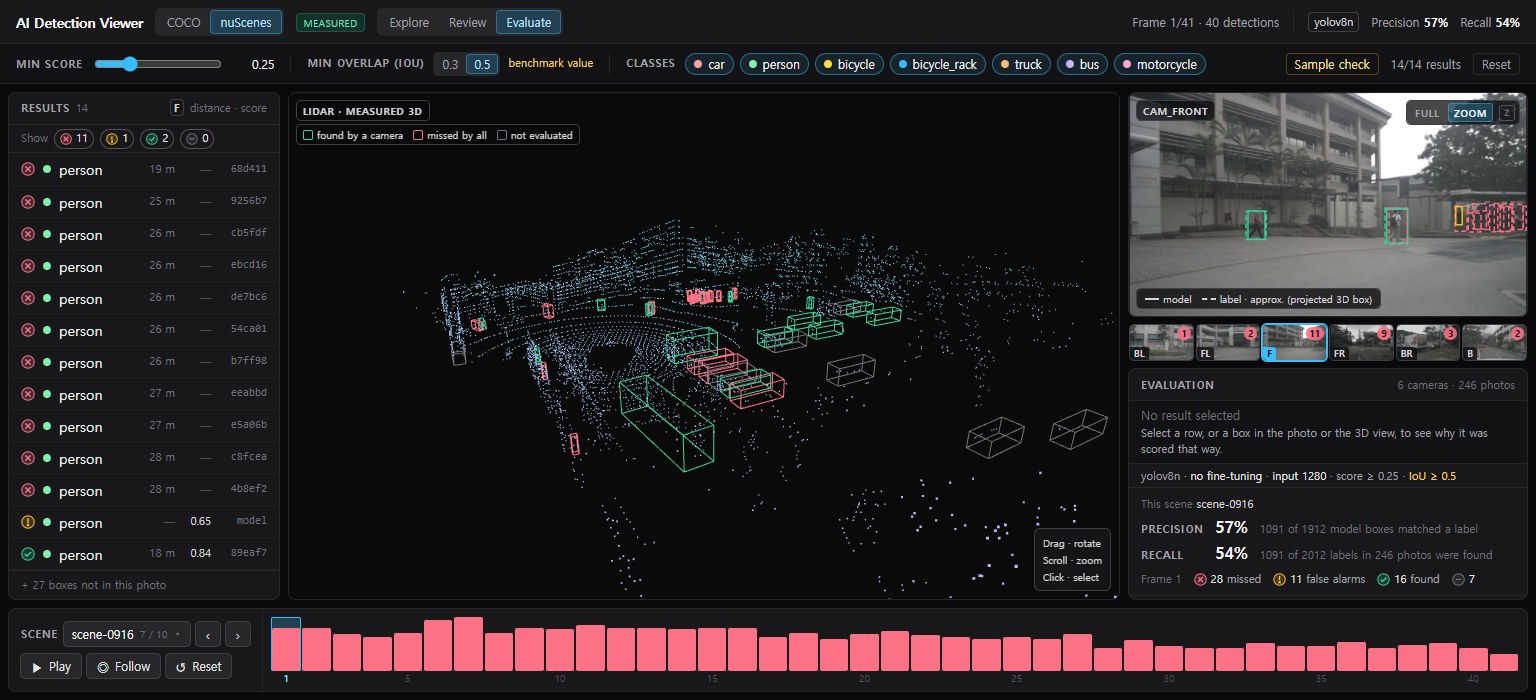 AI Detection Viewer COCO nuScenes MEASURED Explore Review Evaluate Frame 1/41 · 40 detections yolov8n Precision 57% Recall 54%
MIN SCORE 0.25 MIN OVERLAP (IOU) 0.3 0.5 benchmark value CLASSES car person bicycle bicycle_rack truck bus motorcycle Sample check 14/14 results Reset
RESULTS 14 F distance · score
Show 11 1 2 0
person 19 m — 68d411
person 25 m — 9256b7
person 26 m — cb5fdf
person 26 m — ebcd16
person 26 m — de7bc6
person 26 m — 54ca01
person 26 m — b7ff98
person 27 m — eeabbd
person 27 m — e5a06b
person 28 m — c8fcea
person 28 m — 4b8ef2
person — 0.65 model
person 18 m 0.84 89eaf7
+ 27 boxes not in this photo
LIDAR · MEASURED 3D
found by a camera missed by all not evaluated
Drag · rotate
Scroll · zoom
Click · select
CAM_FRONT FULL ZOOM Z
model label · approx. (projected 3D box)
1 2 11 9 3 2
BL FL F FR BR B
EVALUATION 6 cameras · 246 photos
No result selected
Select a row, or a box in the photo or the 3D view, to see why it was
scored that way.
yolov8n · no fine-tuning · input 1280 · score ≥ 0.25 · IoU ≥ 0.5
This scene scene-0916
PRECISION 57% 1091 of 1912 model boxes matched a label
RECALL 54% 1091 of 2012 labels in 246 photos were found
Frame 1 28 missed 11 false alarms 16 found 7
SCENE scene-0916 7 / 10 ‹ ›
Play Follow Reset
1 5 10 15 20 25 30 35 40